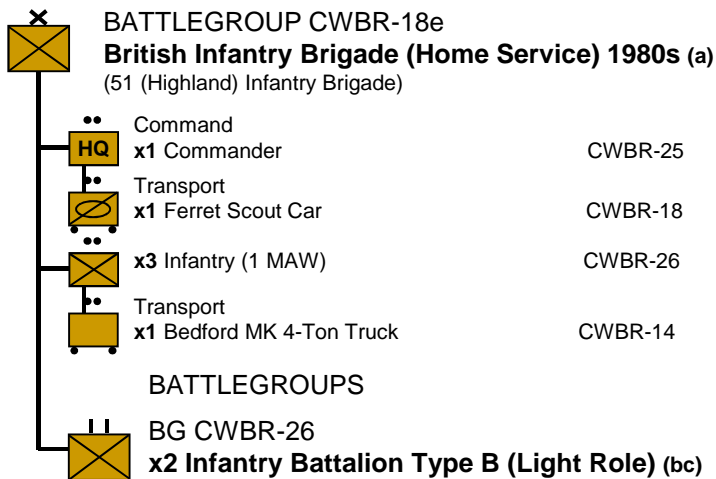 BATTLEGROUP CWBR-18e
British Infantry Brigade (Home Service) 1980s (a)
(51 (Highland) Infantry Brigade)
Command
HQ x1 Commander CWBR-25
Transport
x1 Ferret Scout Car CWBR-18
x3 Infantry (1 MAW) CWBR-26
Transport
x1 Bedford MK 4-Ton Truck CWBR-14
BATTLEGROUPS
BG CWBR-26
x2 Infantry Battalion Type B (Light Role) (bc)